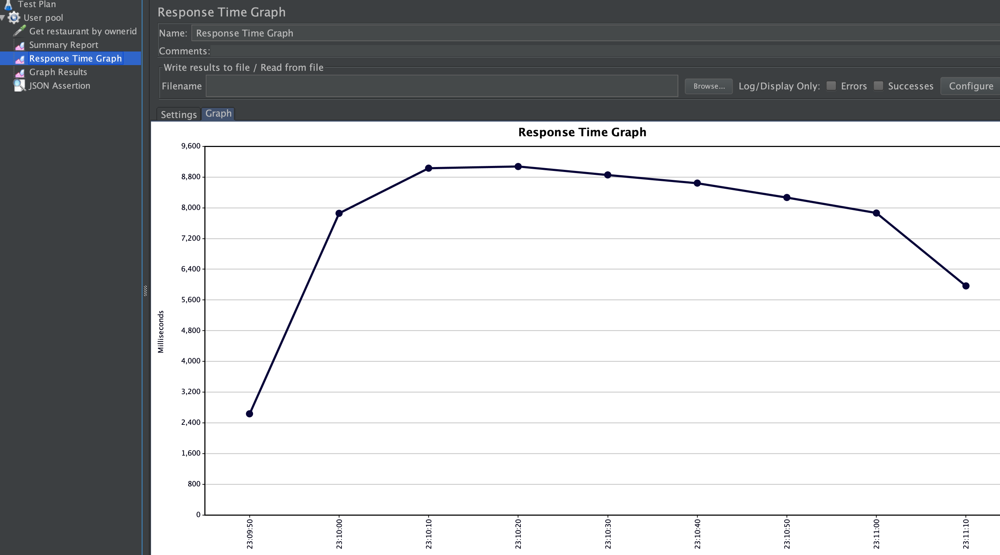 Test Plan
User pool
Get restaurant by ownerid
Summary Report
Response Time Graph
Graph Results
JSON Assertion
Response Time Graph
Name: Response Time Graph
Comments:
Write results to file / Read from file
Filename Browse... Log/Display Only: Errors Successes Configure
Settings Graph
Response Time Graph
9,600
8,800
8,000
7,200
6,400
5,600
4,800
4,000
3,200
2,400
1,600
800
0
Milliseconds
23:09:50 23:10:00 23:10:10 23:10:20 23:10:30 23:10:40 23:10:50 23:11:00 23:11:10